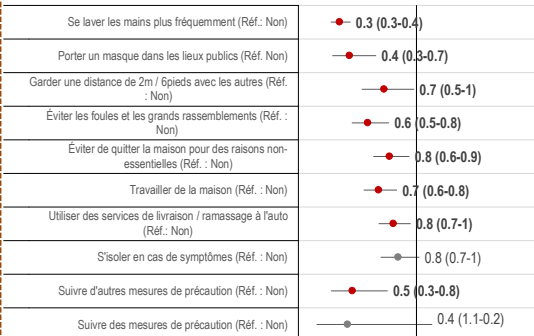 Se laver les mains plus fréquemment (Réf.: Non) 0.3 (0.3-0.4)
Porter un masque dans les lieux publics (Réf. Non) 0.4 (0.3-0.7)
Garder une distance de 2m / 6pieds avec les autres (Réf.
: Non) 0.7 (0.5-1)
Éviter les foules et les grands rassemblements (Réf. :
Non) 0.6 (0.5-0.8)
Éviter de quitter la maison pour des raisons non-
essentielles (Réf. : Non) 0.8 (0.6-0.9)
Travailler de la maison (Réf. : Non) 0.7 (0.6-0.8)
Utiliser des services de livraison / ramassage à l'auto
(Réf.: Non) 0.8 (0.7-1)
S'isoler en cas de symptômes (Réf. : Non) 0.8 (0.7-1)
Suivre d'autres mesures de précaution (Réf. : Non) 0.5 (0.3-0.8)
Suivre des mesures de précaution (Réf. : Non) 0.4 (1.1-0.2)